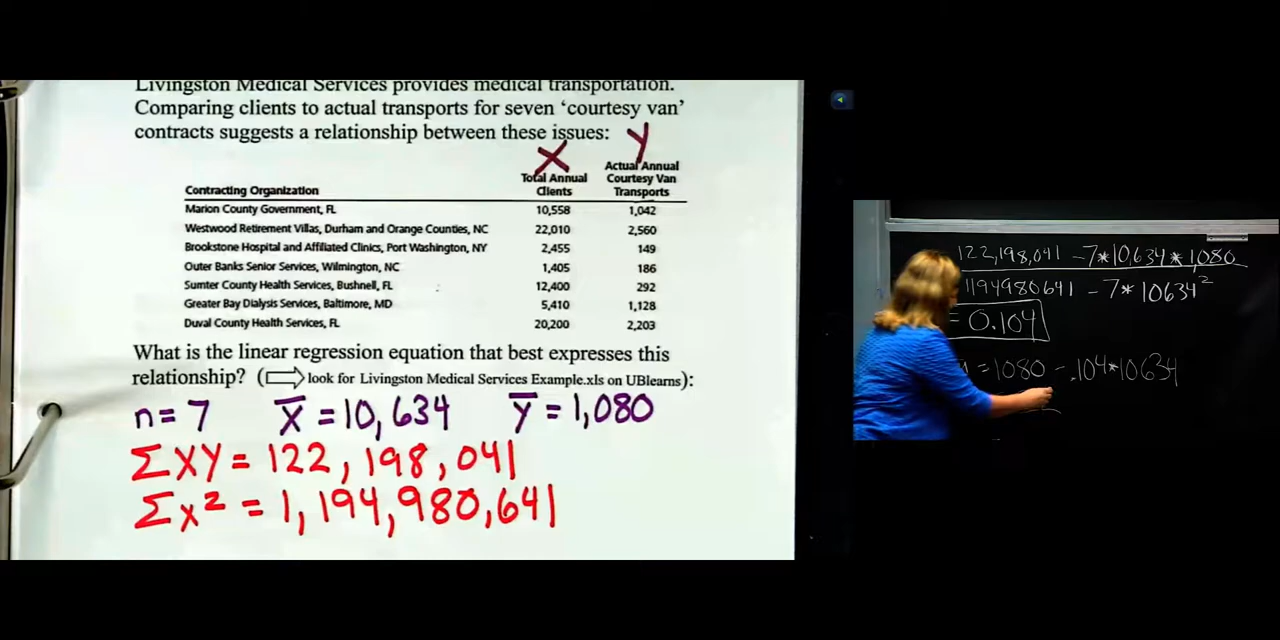 Livingston Medical Services provides medical transportation.
Comparing clients to actual transports for seven ‘courtesy van’
contracts suggests a relationship between these issues:
X Y
Contracting Organization Total Annual Clients Actual Annual Courtesy Van Transports
Marion County Government, FL 10,558 1,042
Westwood Retirement Villas, Durham and Orange Counties, NC 22,010 2,560
Brookstone Hospital and Affiliated Clinics, Port Washington, NY 2,455 149
Outer Banks Senior Services, Wilmington, NC 1,405 186
Sumter County Health Services, Bushnell, FL 12,400 292
Greater Bay Dialysis Services, Baltimore, MD 5,410 1,128
Duval County Health Services, FL 20,200 2,203
What is the linear regression equation that best expresses this
relationship? (⇨ look for Livingston Medical Services Example.xls on UBlearns):
n = 7 X̅ = 10,634 y̅ = 1,080
ΣXY = 122,198,041
Σx² = 1,194,980,641
122,198,041 - 7*10,634*1,080
1194980641 - 7*10634²
= 0.104
= 1080 - .104*10634